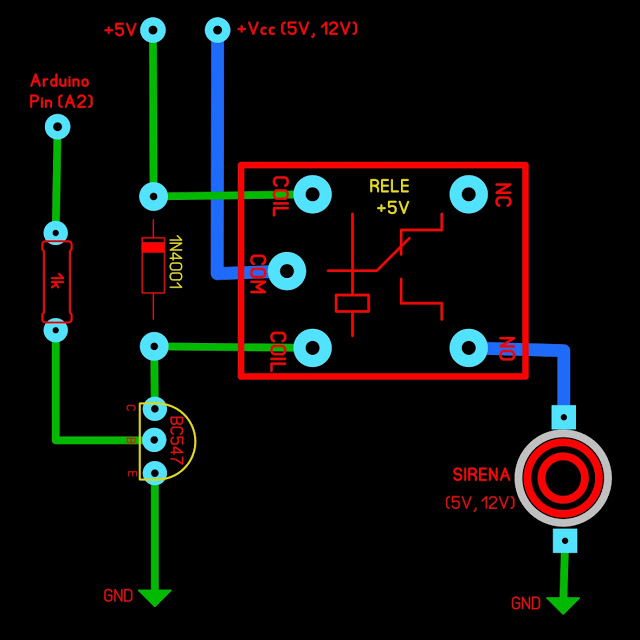 +5V
+Vcc (5V, 12V)
Arduino
Pin (A2)
COIL
RELE
+5V
NC
1N4001
COM
1k
COIL
NO
C
BC547
B
E
SIRENA
(5V, 12V)
GND
GND